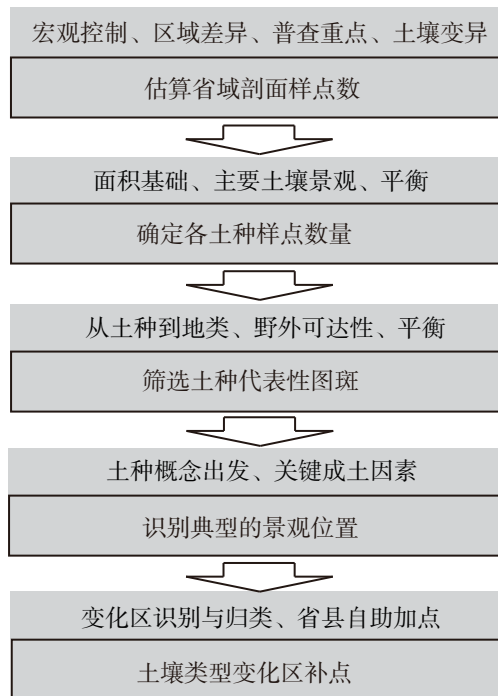 宏观控制、区域差异、普查重点、土壤变异
估算省域剖面样点数
面积基础、主要土壤景观、平衡
确定各土种样点数量
从土种到地类、野外可达性、平衡
筛选土种代表性图斑
土种概念出发、关键成土因素
识别典型的景观位置
变化区识别与归类、省县自助加点
土壤类型变化区补点